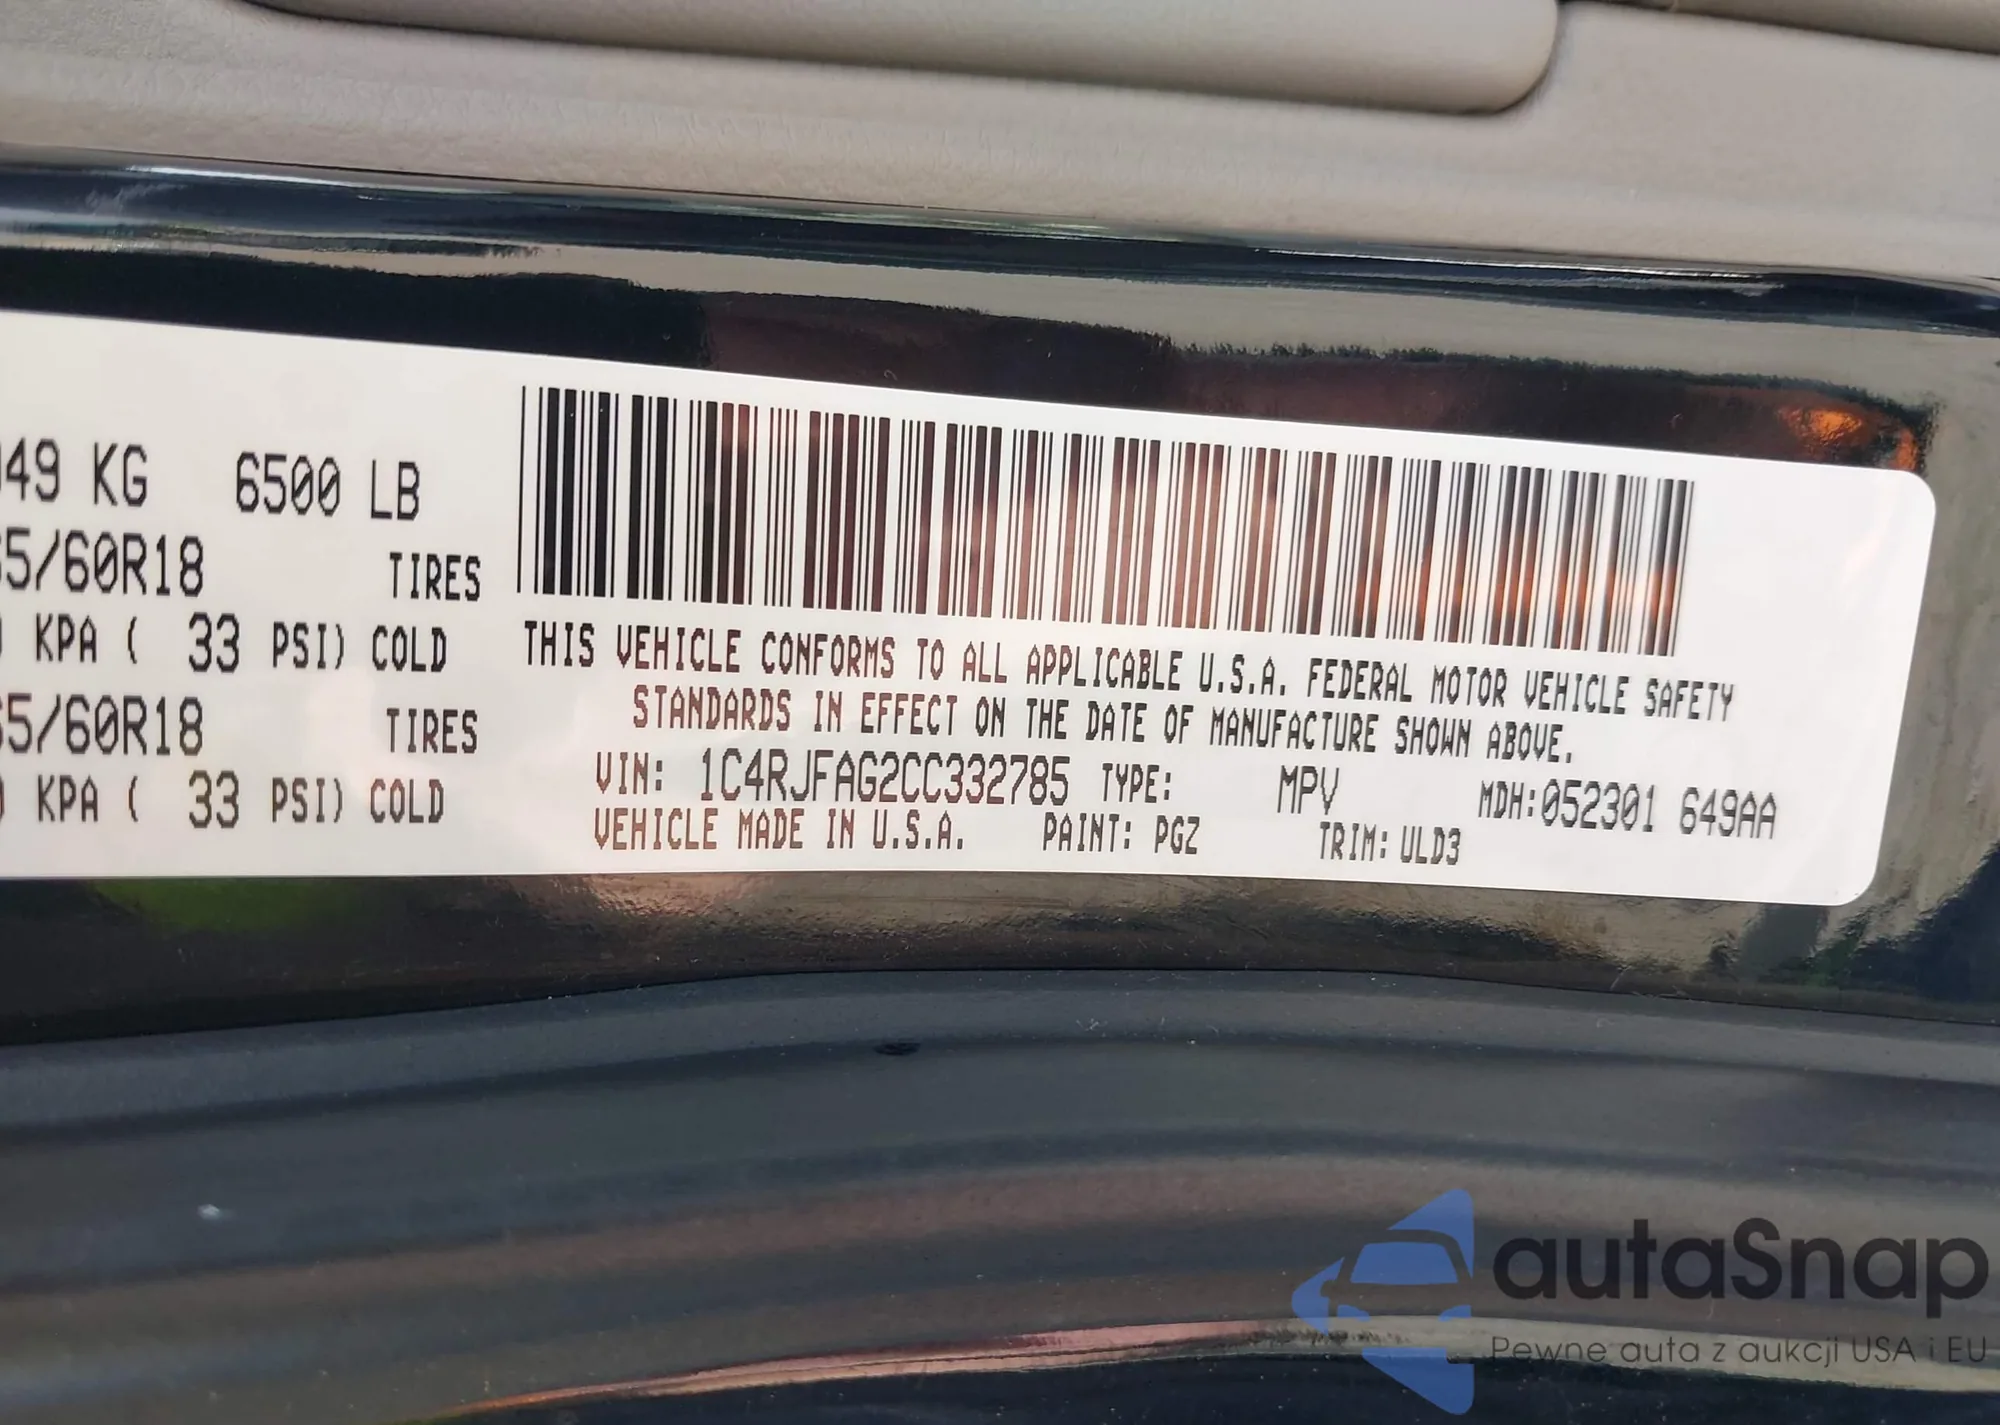 49 KG 6500 LB
5/60R18 TIRES
KPA ( 33 PSI) COLD
5/60R18 TIRES
KPA ( 33 PSI) COLD
THIS VEHICLE CONFORMS TO ALL APPLICABLE U.S.A. FEDERAL MOTOR VEHICLE SAFETY
STANDARDS IN EFFECT ON THE DATE OF MANUFACTURE SHOWN ABOVE.
VIN: 1C4RJFAG2CC332785 TYPE: MPV MDH:052301 649AA
VEHICLE MADE IN U.S.A. PAINT: PGZ TRIM: ULD3
autaSnap
Pewne auta z aukcji USA i EU